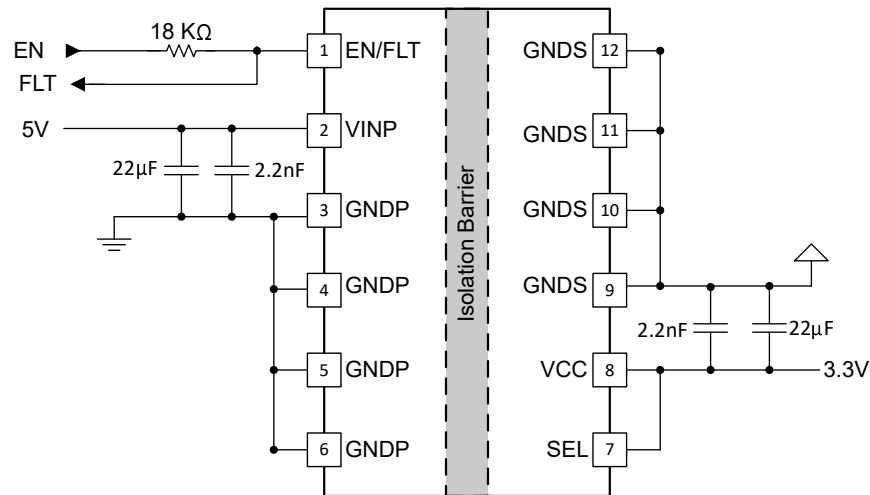 18 KΩ
EN
1
EN/FLT
FLT
5V
2
VINP
22µF
2.2nF
3
GNDP
4
GNDP
5
GNDP
6
GNDP
Isolation Barrier
GNDS
12
GNDS
11
GNDS
10
GNDS
9
2.2nF
22µF
VCC
8
3.3V
SEL
7